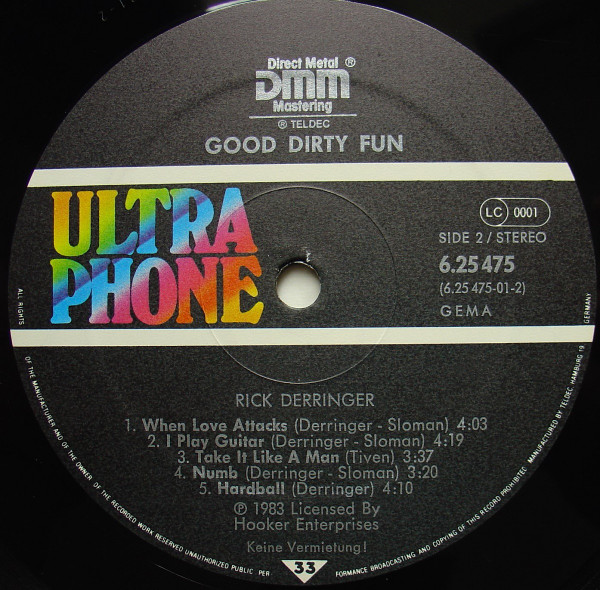 Direct Metal ®
DMM
Mastering
® TELDEC
GOOD DIRTY FUN
ULTRA
PHONE
LC 0001
SIDE 2 / STEREO
6.25 475
(6.25 475-01-2)
GEMA
RICK DERRINGER
1. When Love Attacks (Derringer - Sloman) 4:03
2. I Play Guitar (Derringer - Sloman) 4:19
3. Take It Like A Man (Tiven) 3:37
4. Numb (Derringer - Sloman) 3:20
5. Hardball (Derringer) 4:10
℗ 1983 Licensed By
Hooker Enterprises
Keine Vermietung!
33
ALL RIGHTS
OF THE MANUFACTURER AND OF THE OWNER OF THE RECORDED WORK RESERVED UNAUTHORIZED PUBLIC PER
FORMANCE BROADCASTING AND COPYING OF THIS RECORD PROHIBITED MANUFACTURED BY TELDEC HAMBURG 19
GERMANY